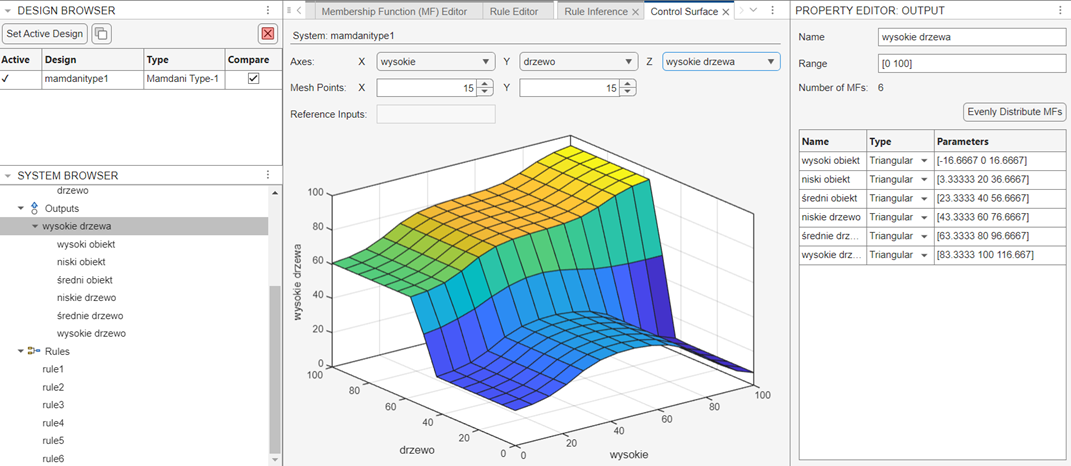 DESIGN BROWSER
Set Active Design
Active Design Type Compare
✓ mamdanitype1 Mamdani Type-1
SYSTEM BROWSER
drzewo
Outputs
wysokie drzewa
wysoki obiekt
niski obiekt
średni obiekt
niskie drzewo
średnie drzewo
wysokie drzewo
Rules
rule1
rule2
rule3
rule4
rule5
rule6
Membership Function (MF) Editor Rule Editor Rule Inference Control Surface
System: mamdanitype1
Axes: X wysokie Y drzewo Z wysokie drzewa
Mesh Points: X 15 Y 15
Reference Inputs:
wysokie drzewa
100
80
60
40
20
0
100
80
60
40
20
0
drzewo
0
20
40
60
80
100
wysokie
PROPERTY EDITOR: OUTPUT
Name wysokie drzewa
Range [0 100]
Number of MFs: 6
Evenly Distribute MFs
Name Type Parameters
wysoki obiekt Triangular [-16.6667 0 16.6667]
niski obiekt Triangular [3.33333 20 36.6667]
średni obiekt Triangular [23.3333 40 56.6667]
niskie drzewo Triangular [43.3333 60 76.6667]
średnie drz... Triangular [63.3333 80 96.6667]
wysokie drz... Triangular [83.3333 100 116.667]